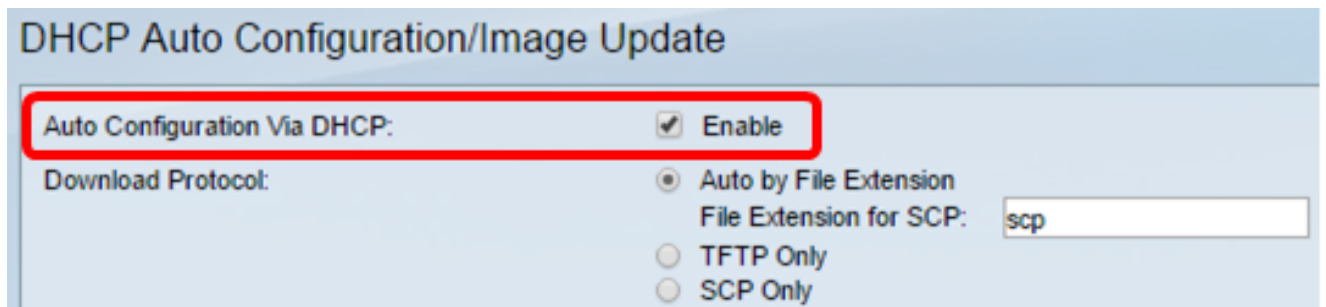 DHCP Auto Configuration/Image Update
Auto Configuration Via DHCP: Enable
Download Protocol: Auto by File Extension
File Extension for SCP: scp
TFTP Only
SCP Only